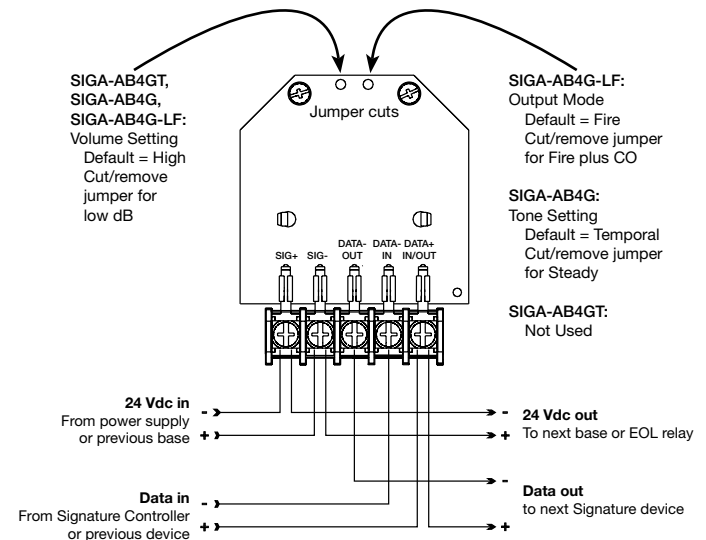 SIGA-AB4GT,
SIGA-AB4G,
SIGA-AB4G-LF:
Volume Setting
Default = High
Cut/remove
jumper for
low dB
Jumper cuts
SIGA-AB4G-LF:
Output Mode
Default = Fire
Cut/remove jumper
for Fire plus CO
SIGA-AB4G:
Tone Setting
Default = Temporal
Cut/remove jumper
for Steady
SIGA-AB4GT:
Not Used
SIG+
SIG-
DATA-
OUT
DATA-
IN
DATA+
IN/OUT
24 Vdc in
From power supply
or previous base
-
+
-
+
24 Vdc out
To next base or EOL relay
Data in
From Signature Controller
or previous device
-
+
-
+
Data out
to next Signature device